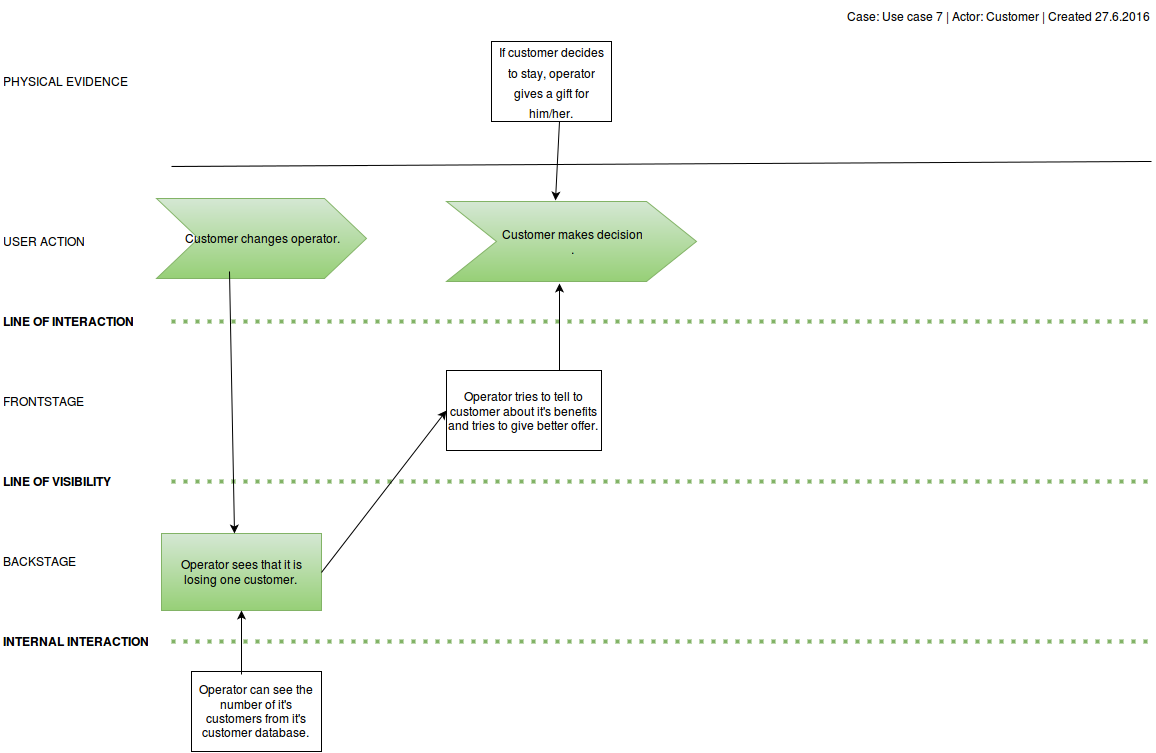 Case: Use case 7 | Actor: Customer | Created 27.6.2016
If customer decides
to stay, operator
gives a gift for
him/her.
PHYSICAL EVIDENCE
USER ACTION
Customer changes operator.
Customer makes decision
.
LINE OF INTERACTION
FRONTSTAGE
Operator tries to tell to
customer about it's benefits
and tries to give better offer.
LINE OF VISIBILITY
BACKSTAGE
Operator sees that it is
losing one customer.
INTERNAL INTERACTION
Operator can see the
number of it's
customers from it's
customer database.